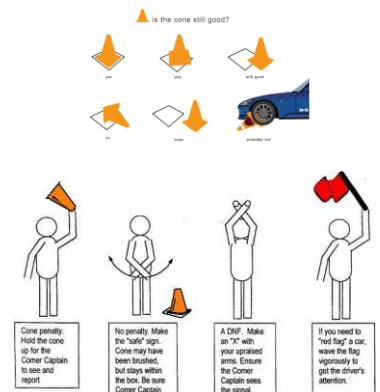 is the cone still good?
yes
yes
still good
no
nope
probably not
Cone penalty.
Hold the cone
up for the
Corner Captain
to see and
report
No penalty. Make
the "safe" sign.
Cone may have
been brushed,
but stays within
the box. Be sure
Corner Captain
A DNF. Make
an "X" with
your upraised
arms. Ensure
the Corner
Captain sees
the signal.
If you need to
"red flag" a car,
wave the flag
vigorously to
get the driver's
attention.